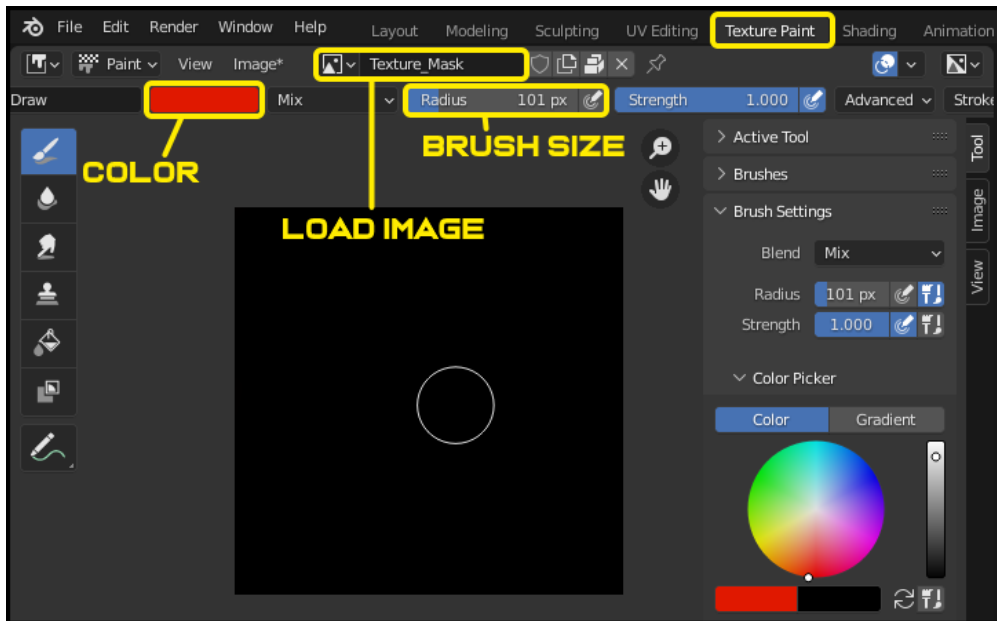 File Edit Render Window Help Layout Modeling Sculpting UV Editing Texture Paint Shading Animation
Paint View Image* Texture_Mask
Draw Mix Radius 101 px Strength 1.000 Advanced Stroke
BRUSH SIZE
COLOR
LOAD IMAGE
Active Tool
Brushes
Brush Settings
Blend Mix
Radius 101 px
Strength 1.000
Color Picker
Color Gradient
Tool
Image
View